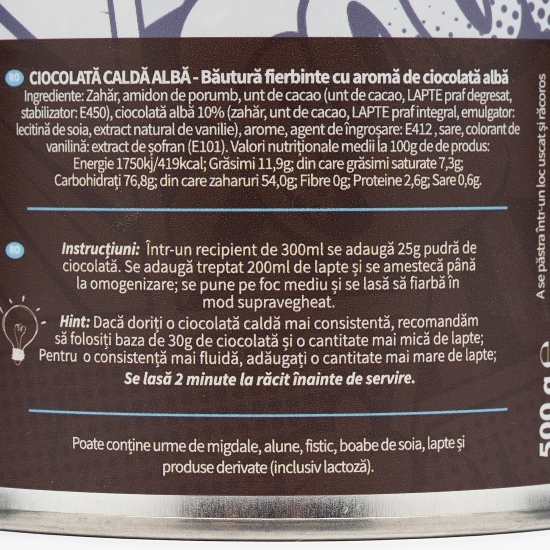 RO CIOCOLATĂ CALDĂ ALBĂ - Băutură fierbinte cu aromă de ciocolată albă
Ingrediente: Zahăr, amidon de porumb, unt de cacao (unt de cacao, LAPTE praf degresat,
stabilizator: E450), ciocolată albă 10% (zahăr, unt de cacao, LAPTE praf integral, emulgator:
lecitină de soia, extract natural de vanilie), arome, agent de îngroșare: E412 , sare, colorant de
vanilină: extract de șofran (E101). Valori nutriționale medii la 100g de de produs:
Energie 1750kj/419kcal; Grăsimi 11,9g; din care grăsimi saturate 7,3g;
Carbohidrați 76,8g; din care zaharuri 54,0g; Fibre 0g; Proteine 2,6g; Sare 0,6g.
RO Instrucțiuni: Într-un recipient de 300ml se adaugă 25g pudră de
ciocolată. Se adaugă treptat 200ml de lapte și se amestecă până
la omogenizare; se pune pe foc mediu și se lasă să fiarbă în
mod supravegheat.
Hint: Dacă doriți o ciocolată caldă mai consistentă, recomandăm
să folosiți baza de 30g de ciocolată și o cantitate mai mică de lapte;
Pentru o consistență mai fluidă, adăugați o cantitate mai mare de lapte;
Se lasă 2 minute la răcit înainte de servire.
Poate conține urme de migdale, alune, fistic, boabe de soia, lapte și
produse derivate (inclusiv lactoză).
A se păstra într-un loc uscat și răcoros
500 g e